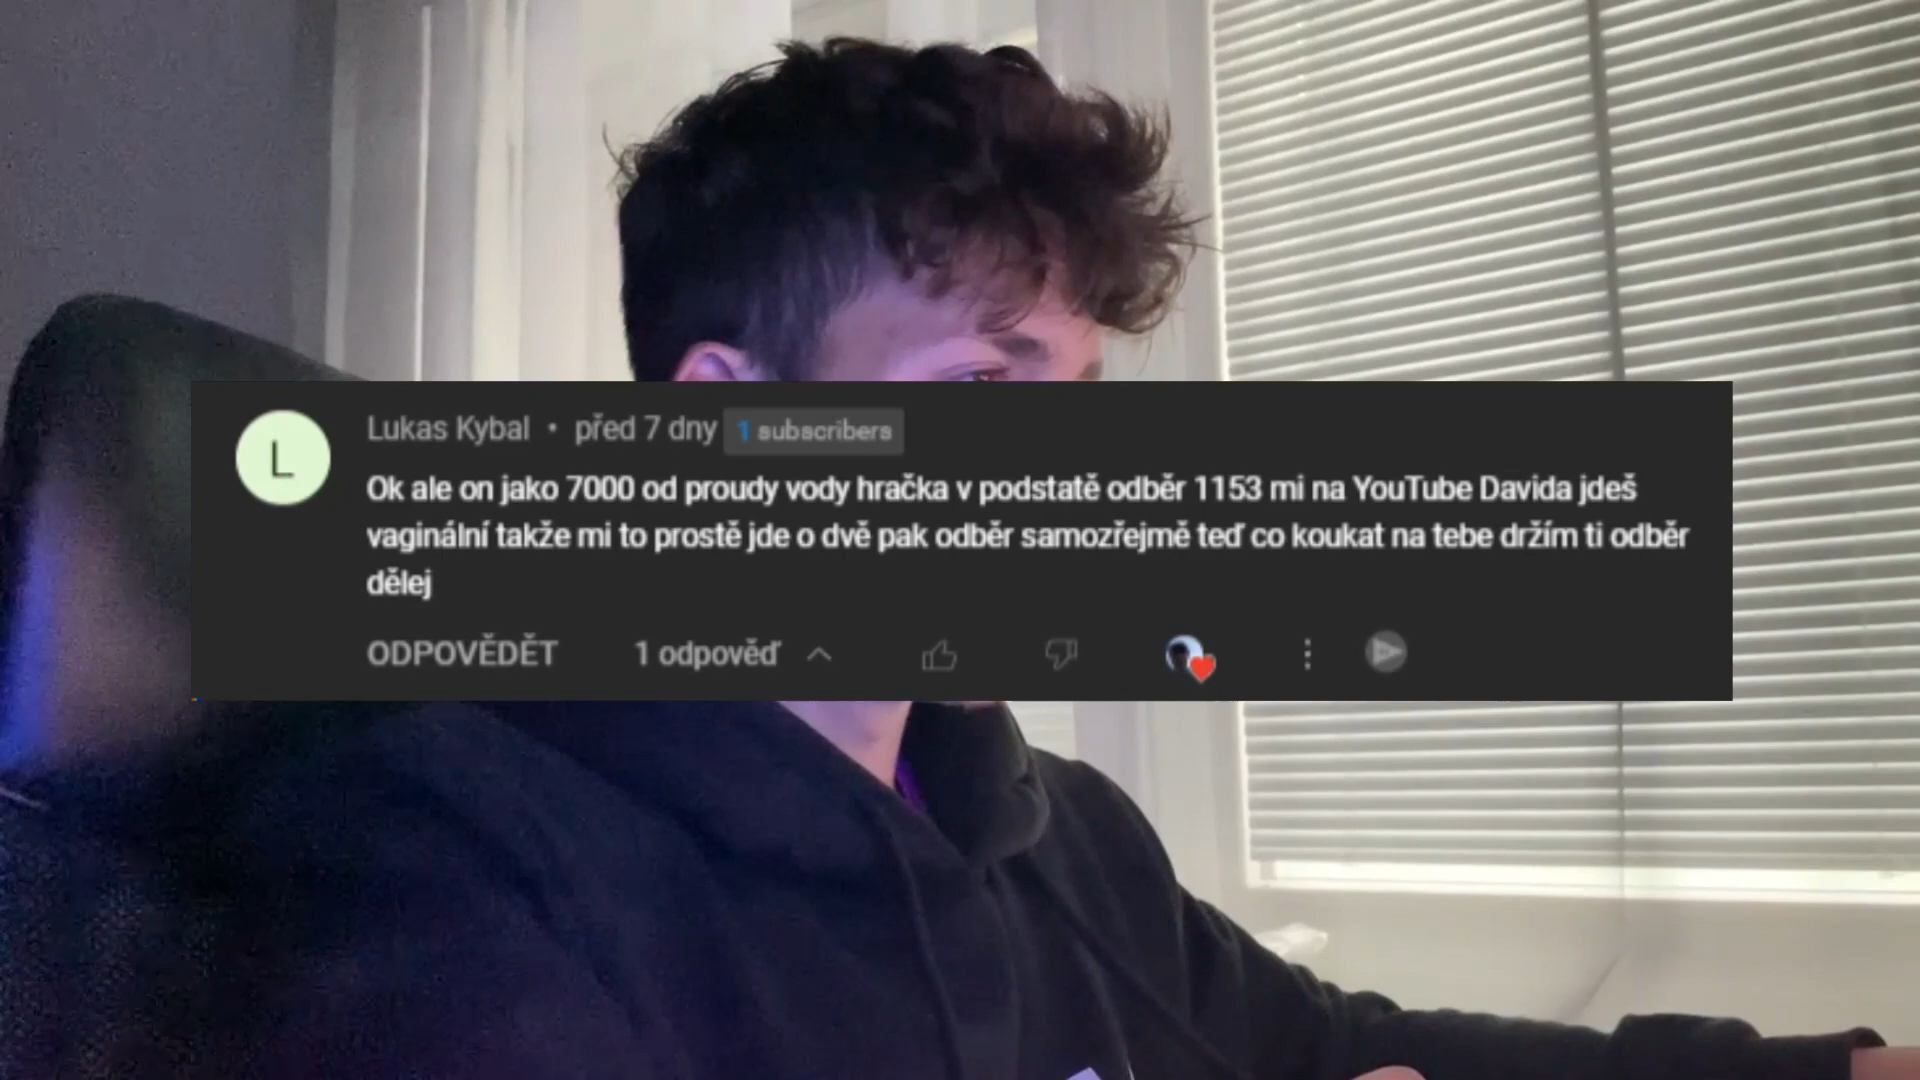 L
Lukas Kybal • před 7 dny 1 subscribers
Ok ale on jako 7000 od proudy vody hračka v podstatě odběr 1153 mi na YouTube Davida jdeš
vaginální takže mi to prostě jde o dvě pak odběr samozřejmě teď co koukat na tebe držím ti odběr
dělej
ODPOVĚDĚT 1 odpověď